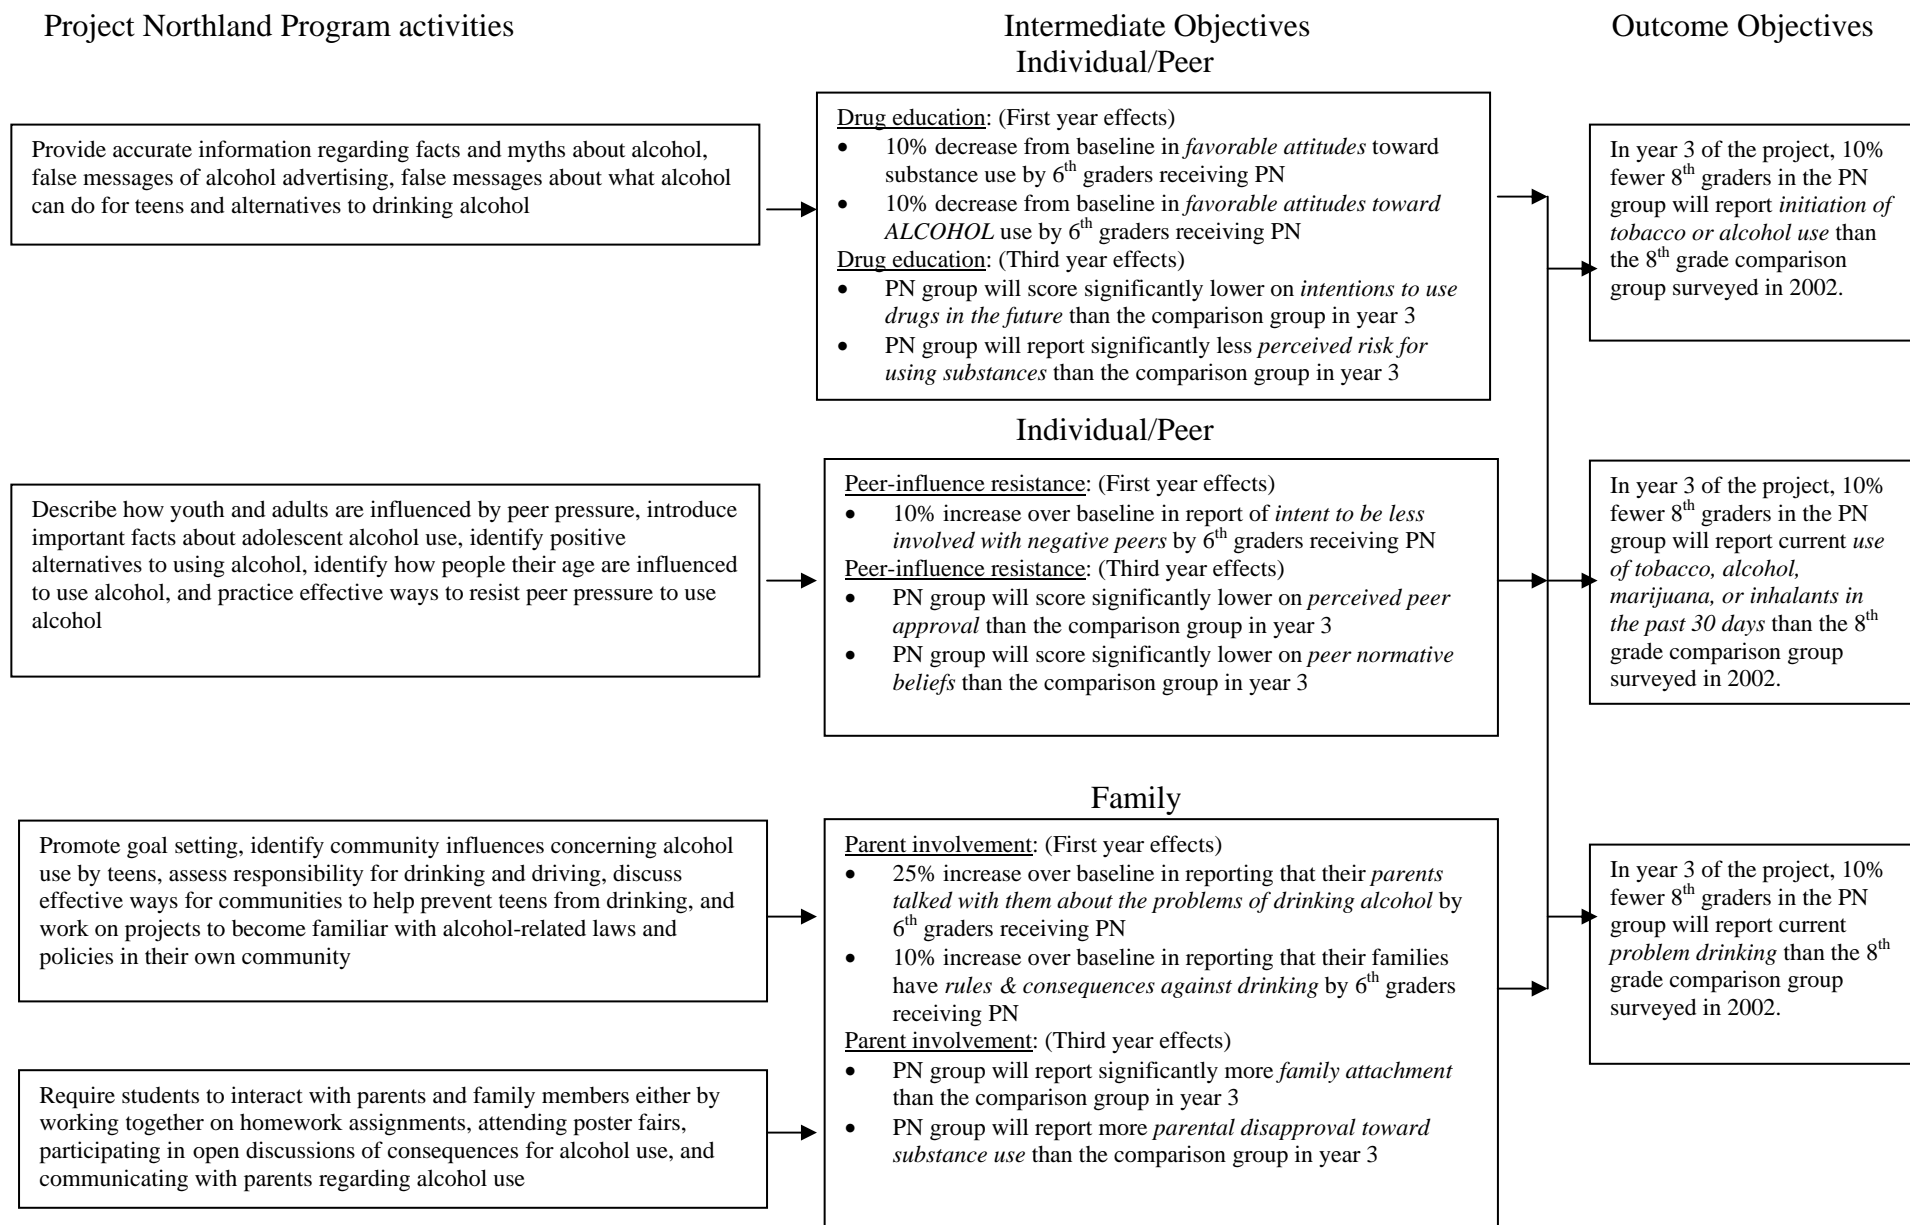 Project Northland Program activities
Intermediate Objectives
Outcome Objectives
Individual/Peer
Provide accurate information regarding facts and myths about alcohol,
false messages of alcohol advertising, false messages about what alcohol
can do for teens and alternatives to drinking alcohol
Drug education: (First year effects)
• 10% decrease from baseline in favorable attitudes toward
substance use by 6th graders receiving PN
• 10% decrease from baseline in favorable attitudes toward
ALCOHOL use by 6th graders receiving PN
Drug education: (Third year effects)
• PN group will score significantly lower on intentions to use
drugs in the future than the comparison group in year 3
• PN group will report significantly less perceived risk for
using substances than the comparison group in year 3
In year 3 of the project, 10%
fewer 8th graders in the PN
group will report initiation of
tobacco or alcohol use than
the 8th grade comparison
group surveyed in 2002.
Individual/Peer
Describe how youth and adults are influenced by peer pressure, introduce
important facts about adolescent alcohol use, identify positive
alternatives to using alcohol, identify how people their age are influenced
to use alcohol, and practice effective ways to resist peer pressure to use
alcohol
Peer-influence resistance: (First year effects)
• 10% increase over baseline in report of intent to be less
involved with negative peers by 6th graders receiving PN
Peer-influence resistance: (Third year effects)
• PN group will score significantly lower on perceived peer
approval than the comparison group in year 3
• PN group will score significantly lower on peer normative
beliefs than the comparison group in year 3
In year 3 of the project, 10%
fewer 8th graders in the PN
group will report current use
of tobacco, alcohol,
marijuana, or inhalants in
the past 30 days than the 8th
grade comparison group
surveyed in 2002.
Family
Promote goal setting, identify community influences concerning alcohol
use by teens, assess responsibility for drinking and driving, discuss
effective ways for communities to help prevent teens from drinking, and
work on projects to become familiar with alcohol-related laws and
policies in their own community
Require students to interact with parents and family members either by
working together on homework assignments, attending poster fairs,
participating in open discussions of consequences for alcohol use, and
communicating with parents regarding alcohol use
Parent involvement: (First year effects)
• 25% increase over baseline in reporting that their parents
talked with them about the problems of drinking alcohol by
6th graders receiving PN
• 10% increase over baseline in reporting that their families
have rules & consequences against drinking by 6th graders
receiving PN
Parent involvement: (Third year effects)
• PN group will report significantly more family attachment
than the comparison group in year 3
• PN group will report more parental disapproval toward
substance use than the comparison group in year 3
In year 3 of the project, 10%
fewer 8th graders in the PN
group will report current
problem drinking than the 8th
grade comparison group
surveyed in 2002.